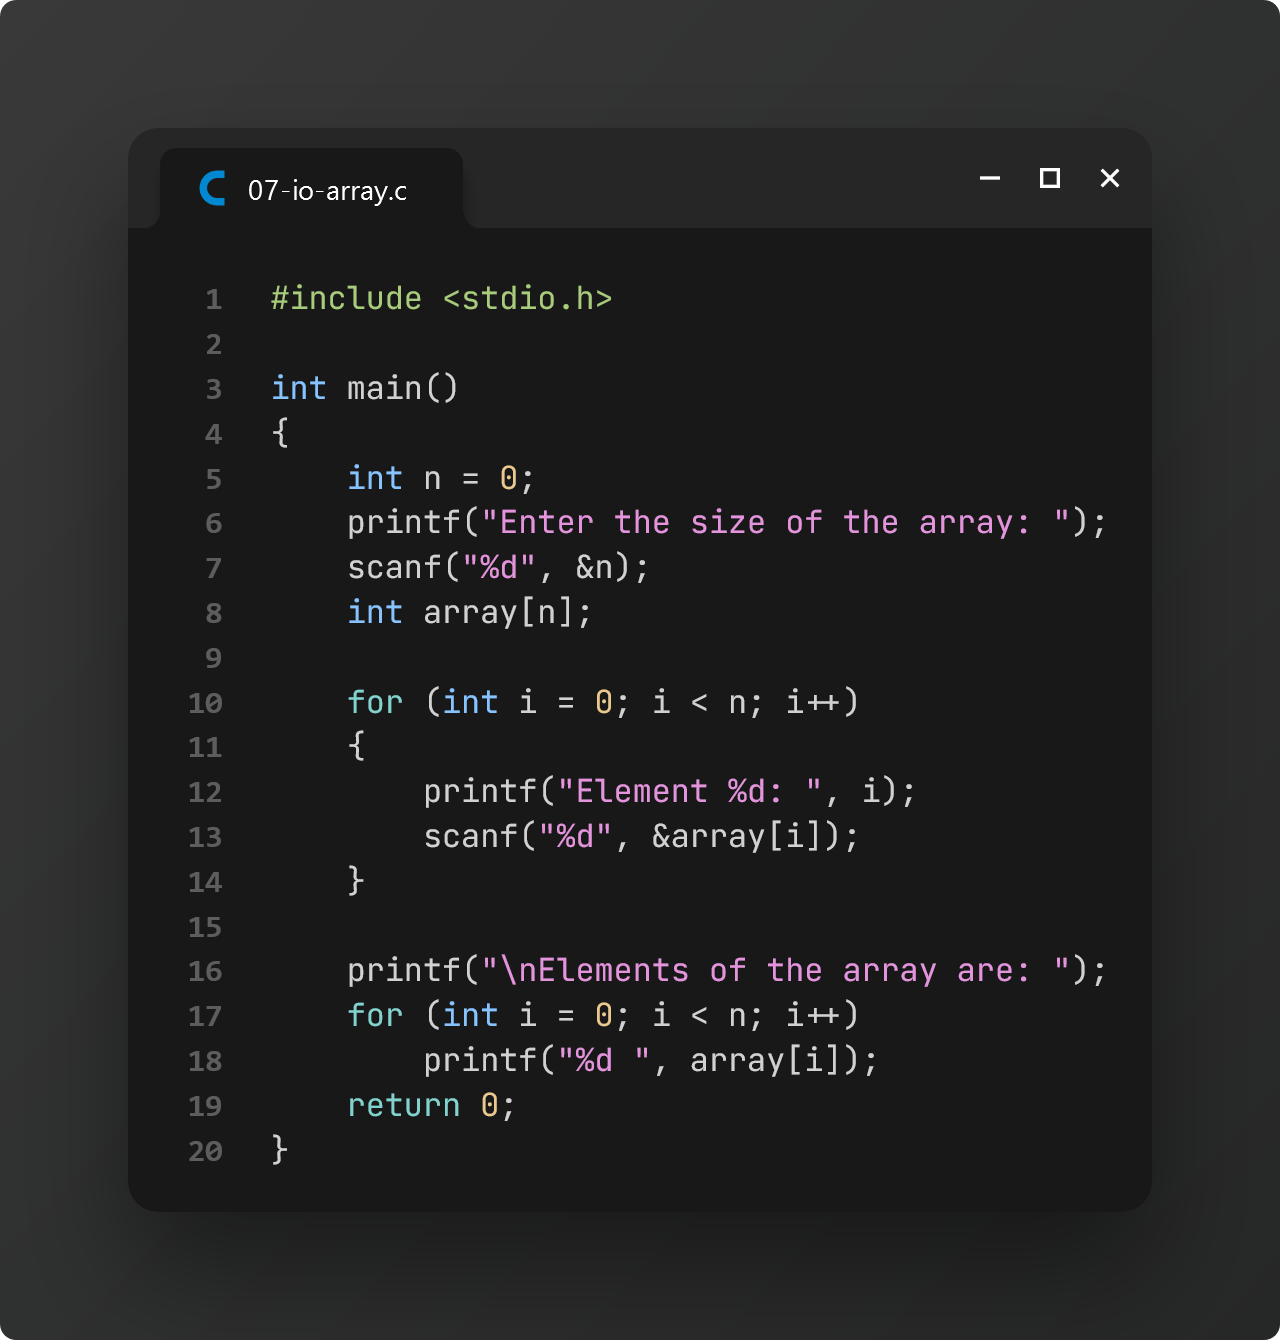 07-io-array.c
1 #include <stdio.h>
2
3 int main()
4 {
5     int n = 0;
6     printf("Enter the size of the array: ");
7     scanf("%d", &n);
8     int array[n];
9
10     for (int i = 0; i < n; i++)
11     {
12         printf("Element %d: ", i);
13         scanf("%d", &array[i]);
14     }
15
16     printf("\nElements of the array are: ");
17     for (int i = 0; i < n; i++)
18         printf("%d ", array[i]);
19     return 0;
20 }